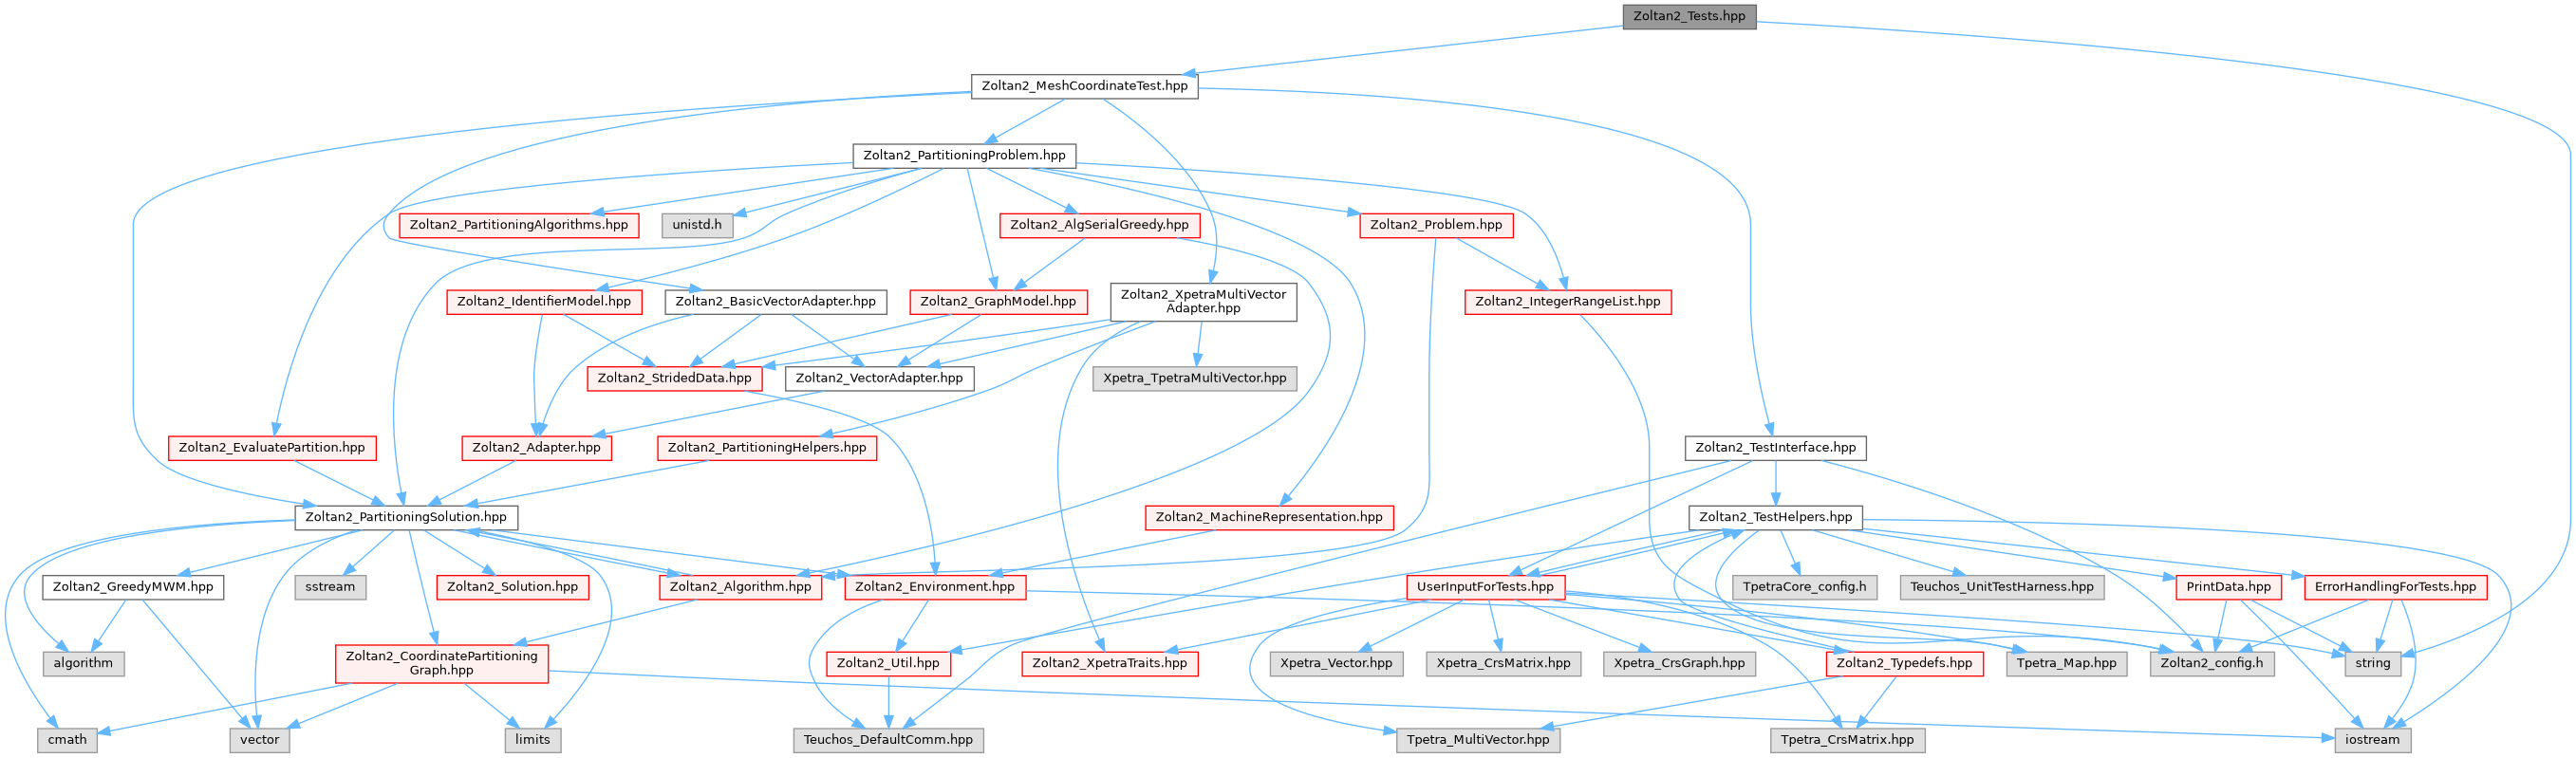 Zoltan2_Tests.hpp
Zoltan2_MeshCoordinateTest.hpp
Zoltan2_PartitioningProblem.hpp
Zoltan2_PartitioningAlgorithms.hpp
unistd.h
Zoltan2_AlgSerialGreedy.hpp
Zoltan2_Problem.hpp
Zoltan2_IdentifierModel.hpp
Zoltan2_BasicVectorAdapter.hpp
Zoltan2_GraphModel.hpp
Zoltan2_XpetraMultiVector
Adapter.hpp
Zoltan2_IntegerRangeList.hpp
Zoltan2_StridedData.hpp
Zoltan2_VectorAdapter.hpp
Xpetra_TpetraMultiVector.hpp
Zoltan2_EvaluatePartition.hpp
Zoltan2_Adapter.hpp
Zoltan2_PartitioningHelpers.hpp
Zoltan2_TestInterface.hpp
Zoltan2_PartitioningSolution.hpp
Zoltan2_MachineRepresentation.hpp
Zoltan2_TestHelpers.hpp
Zoltan2_GreedyMWM.hpp
sstream
Zoltan2_Solution.hpp
Zoltan2_Algorithm.hpp
Zoltan2_Environment.hpp
UserInputForTests.hpp
TpetraCore_config.h
Teuchos_UnitTestHarness.hpp
PrintData.hpp
ErrorHandlingForTests.hpp
algorithm
Zoltan2_CoordinatePartitioning
Graph.hpp
Zoltan2_Util.hpp
Zoltan2_XpetraTraits.hpp
Xpetra_Vector.hpp
Xpetra_CrsMatrix.hpp
Xpetra_CrsGraph.hpp
Zoltan2_Typedefs.hpp
Tpetra_Map.hpp
Zoltan2_config.h
string
cmath
vector
limits
Teuchos_DefaultComm.hpp
Tpetra_MultiVector.hpp
Tpetra_CrsMatrix.hpp
iostream